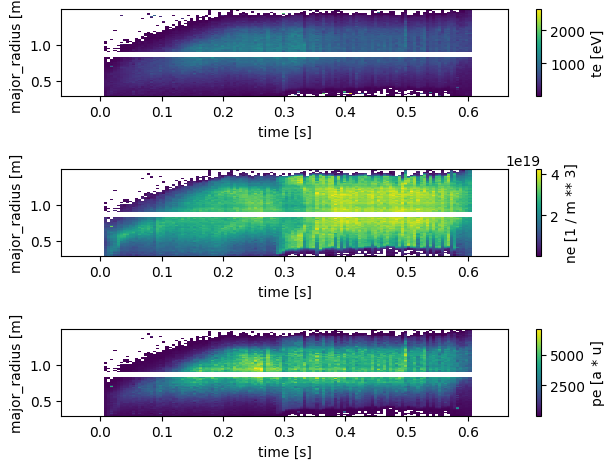 major_radius [m]
1.0
0.5
0.0 0.1 0.2 0.3 0.4 0.5 0.6
time [s]
2000
1000
te [eV]
major_radius [m]
1.0
0.5
0.0 0.1 0.2 0.3 0.4 0.5 0.6
time [s]
1e19
4
2
ne [1 / m ** 3]
major_radius [m]
1.0
0.5
0.0 0.1 0.2 0.3 0.4 0.5 0.6
time [s]
5000
2500
pe [a * u]